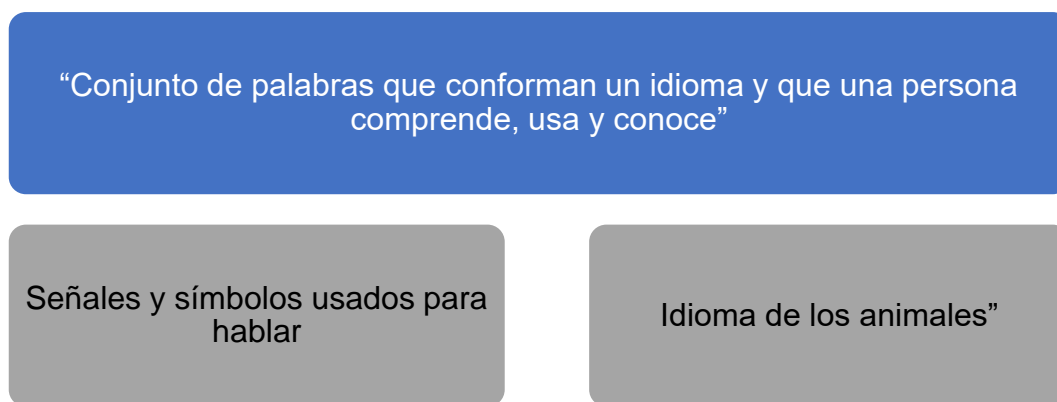 “Conjunto de palabras que conforman un idioma y que una persona
comprende, usa y conoce”
Señales y símbolos usados para
hablar
Idioma de los animales”